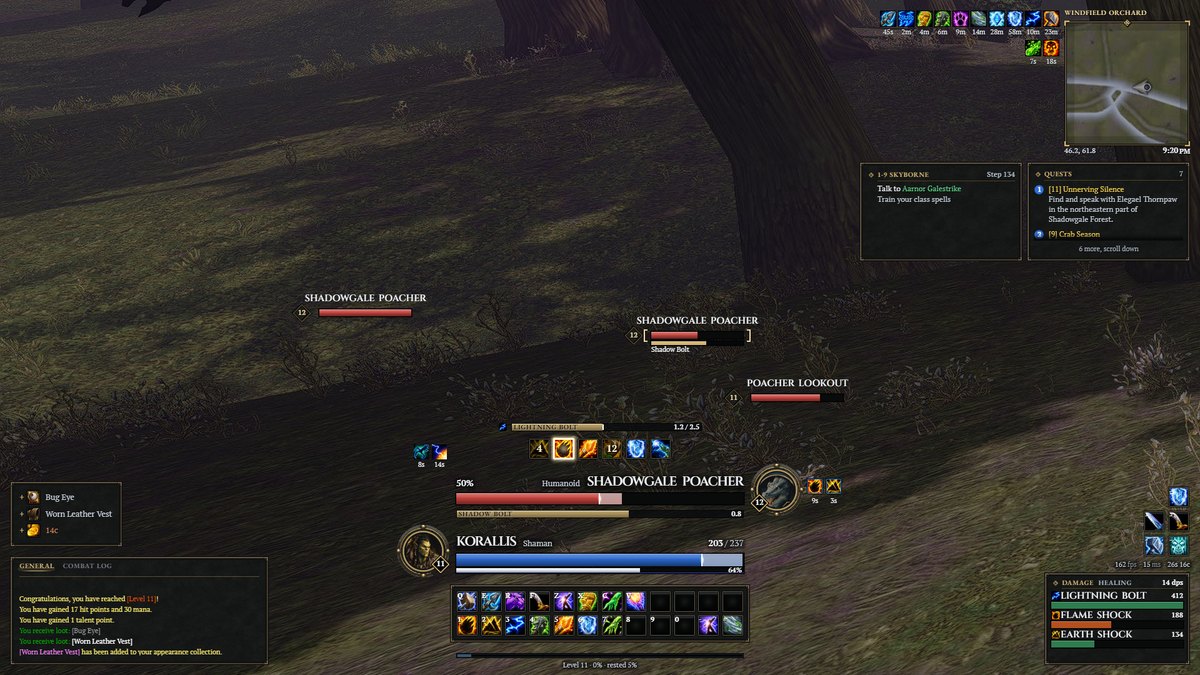 WINDFIELD ORCHARD
45s 2m 4m 6m 9m 14m 28m 58m 10m 23m
7s 18s
46.2, 61.8 9:20 PM
1-9 SKYBORNE Step 134
Talk to Aarnor Galestrike
Train your class spells
QUESTS 7
1 [11] Unnerving Silence
Find and speak with Elegael Thornpaw
in the northeastern part of
Shadowgale Forest.
2 [9] Crab Season
6 more, scroll down
SHADOWGALE POACHER
12
SHADOWGALE POACHER
12
Shadow Bolt
POACHER LOOKOUT
11
LIGHTNING BOLT 1.2 / 2.5
4 12
8s 14s
50% Humanoid SHADOWGALE POACHER
12
9s 3s
SHADOW BOLT 0.8
KORALLIS Shaman 203 / 237
11
64%
+ Bug Eye
+ Worn Leather Vest
+ 14c
GENERAL COMBAT LOG
Congratulations, you have reached [Level 11]!
You have gained 17 hit points and 30 mana.
You have gained 1 talent point.
You receive loot: [Bug Eye]
You receive loot: [Worn Leather Vest]
[Worn Leather Vest] has been added to your appearance collection.
8 9 0
Level 11 · 0% · rested 5%
162 fps · 15 ms · 26s 16c
DAMAGE HEALING 14 dps
LIGHTNING BOLT 412
FLAME SHOCK 188
EARTH SHOCK 134